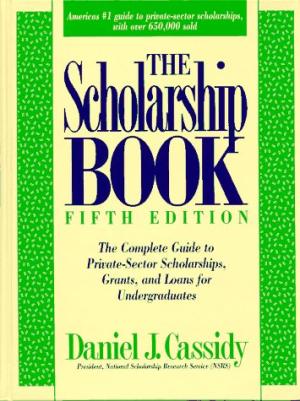 Americas #1 guide to private-sector scholarships,
with over 650,000 sold
THE
Scholarship
BOOK
FIFTH EDITION
The Complete Guide to
Private-Sector Scholarships,
Grants, and Loans for
Undergraduates
Daniel J. Cassidy
President, National Scholarship Research Service (NSRS)